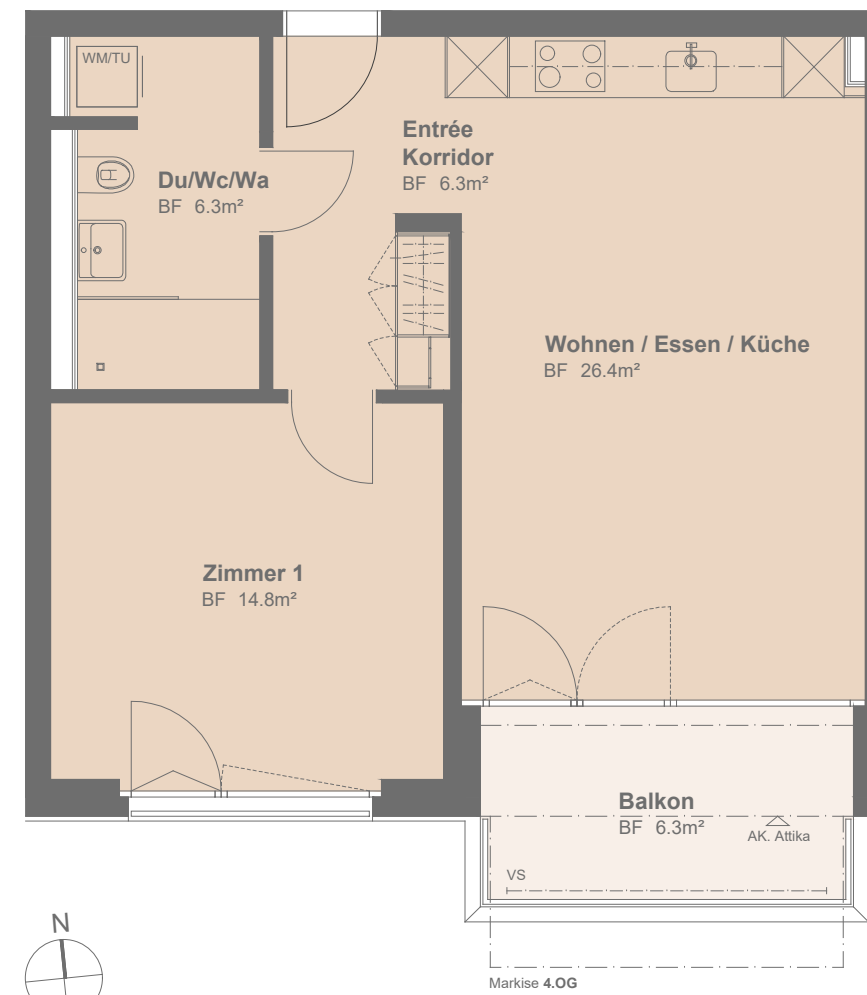 WM/TU
Entrée
Korridor
BF 6.3m²
Du/Wc/Wa
BF 6.3m²
Wohnen / Essen / Küche
BF 26.4m²
Zimmer 1
BF 14.8m²
Balkon
BF 6.3m²
AK. Attika
VS
N
Markise 4.OG